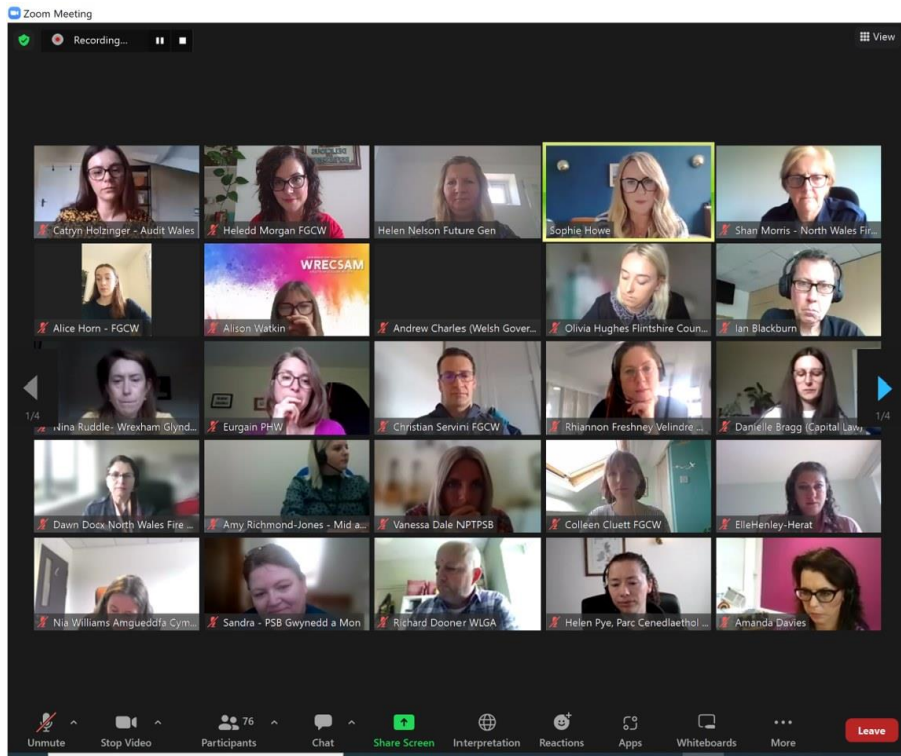 Zoom Meeting
Recording...
View
Catryn Holzinger - Audit Wales
Heledd Morgan FGCW
Helen Nelson Future Gen
Sophie Howe
Shan Morris - North Wales Fir...
WRECSAM
Alice Horn - FGCW
Alison Watkin
Andrew Charles (Welsh Gover...
Olivia Hughes Flintshire Coun...
Ian Blackburn
1/4
1/4
Nina Ruddle- Wrexham Glynd...
Eurgain PHW
Christian Servini FGCW
Rhiannon Freshney Velindre ...
Danielle Bragg (Capital Law)
Dawn Docx North Wales Fire ...
Amy Richmond-Jones - Mid a...
Vanessa Dale NPTPSB
Colleen Cluett FGCW
ElleHenley-Herat
Nia Williams Amgueddfa Cym...
Sandra - PSB Gwynedd a Mon
Richard Dooner WLGA
Helen Pye, Parc Cenedlaethol ...
Amanda Davies
76
Unmute
Stop Video
Participants
Chat
Share Screen
Interpretation
Reactions
Apps
Whiteboards
More
Leave